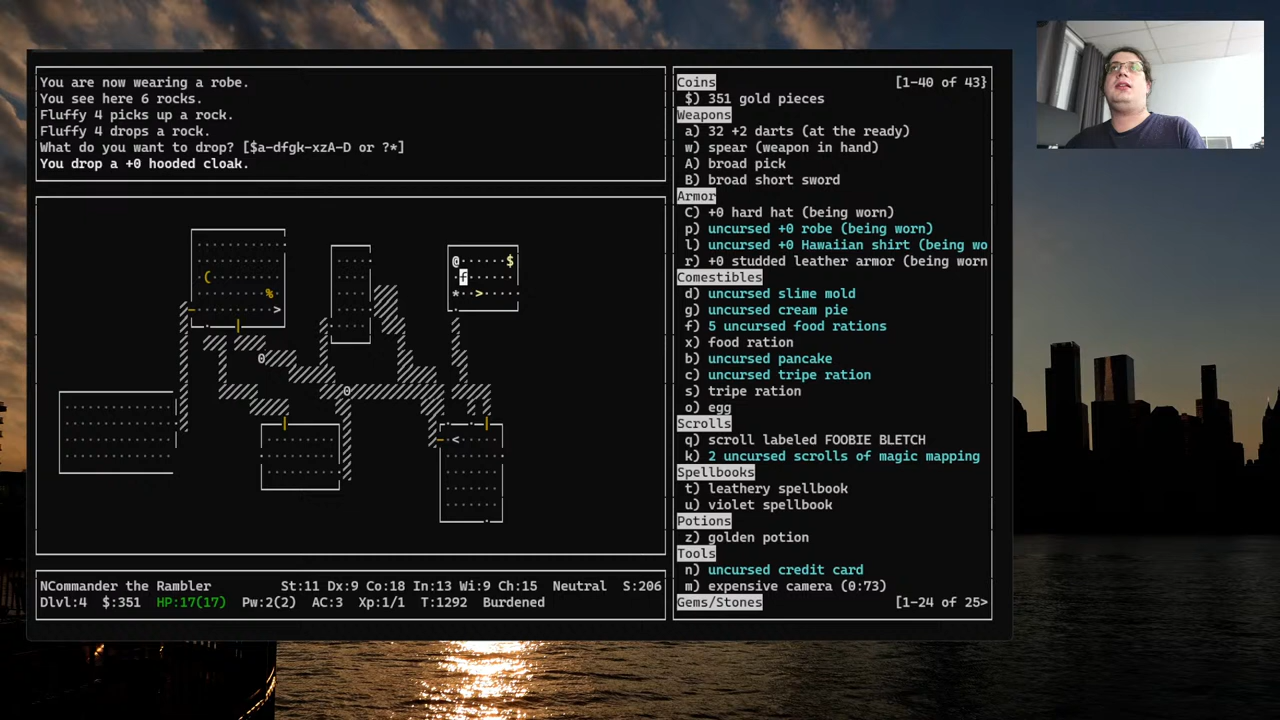 You are now wearing a robe.
You see here 6 rocks.
Fluffy 4 picks up a rock.
Fluffy 4 drops a rock.
What do you want to drop? [$a-dfgk-xzA-D or ?*]
You drop a +0 hooded cloak.
NCommander the Rambler St:11 Dx:9 Co:18 In:13 Wi:9 Ch:15 Neutral S:206
Dlvl:4 $:351 HP:17(17) Pw:2(2) AC:3 Xp:1/1 T:1292 Burdened
Coins [1-40 of 43}
$) 351 gold pieces
Weapons
a) 32 +2 darts (at the ready)
w) spear (weapon in hand)
A) broad pick
B) broad short sword
Armor
C) +0 hard hat (being worn)
p) uncursed +0 robe (being worn)
l) uncursed +0 Hawaiian shirt (being wo
r) +0 studded leather armor (being worn
Comestibles
d) uncursed slime mold
g) uncursed cream pie
f) 5 uncursed food rations
x) food ration
b) uncursed pancake
c) uncursed tripe ration
s) tripe ration
o) egg
Scrolls
q) scroll labeled FOOBIE BLETCH
k) 2 uncursed scrolls of magic mapping
Spellbooks
t) leathery spellbook
u) violet spellbook
Potions
z) golden potion
Tools
n) uncursed credit card
m) expensive camera (0:73)
Gems/Stones [1-24 of 25>